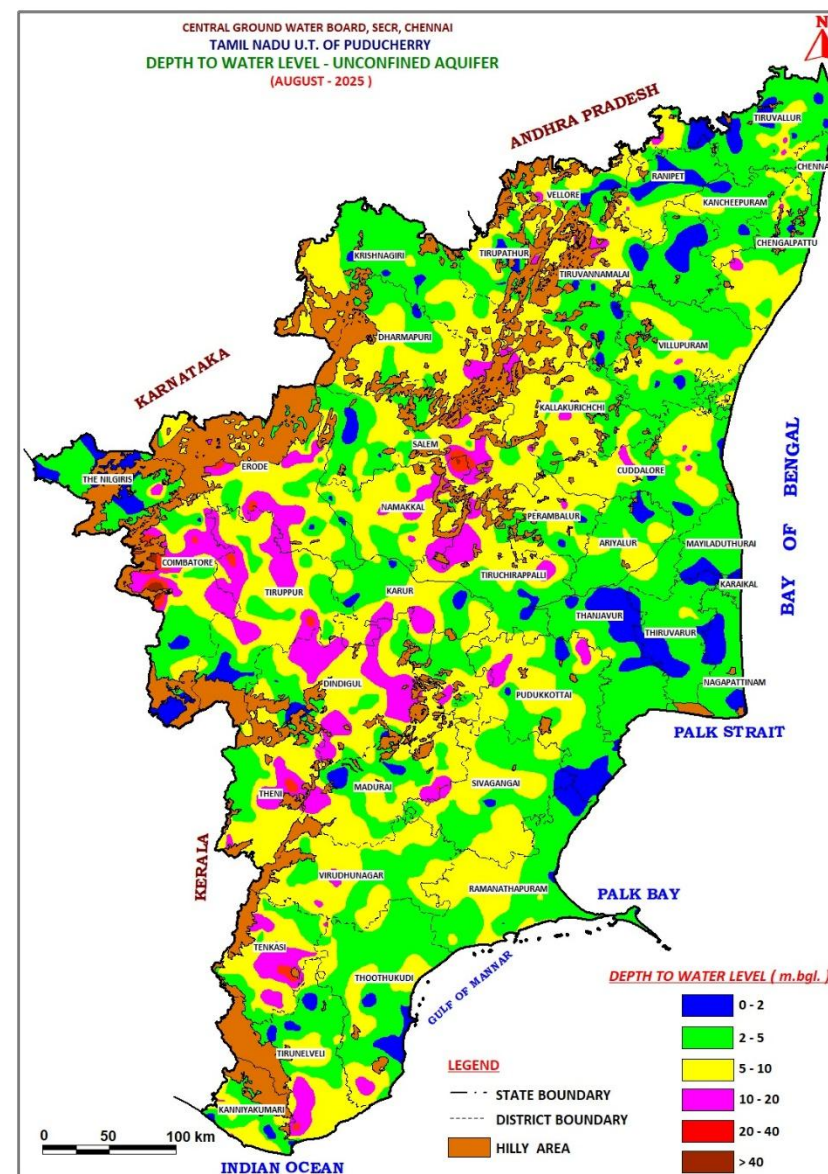 CENTRAL GROUND WATER BOARD, SECR, CHENNAI
TAMIL NADU U.T. OF PUDUCHERRY
DEPTH TO WATER LEVEL - UNCONFINED AQUIFER
(AUGUST - 2025 )
N
ANDHRA PRADESH
TIRUVALLUR
CHENNA
RANIPET
VELLORE
KANCHEEPURAM
CHENGALPATTU
KRISHNAGIRI
TIRUPATHUR
TIRUVANNAMALAI
DHARMAPURI
VILLUPURAM
KARNATAKA
KALLAKURICHCHI
SALEM
ERODE
THE NILGIRIS
CUDDALORE
NAMAKKAL
PERAMBALUR
ARIYALUR
MAYILADUTHURAI
BAY OF BENGAL
COIMBATORE
TIRUCHIRAPPALLI
KARAIKAL
TIRUPPUR
KARUR
THANJAVUR
THIRUVARUR
DINDIGUL
NAGAPATTINAM
PUDUKKOTTAI
PALK STRAIT
THENI
MADURAI
SIVAGANGAI
KERALA
VIRUDHUNAGAR
RAMANATHAPURAM
PALK BAY
TENKASI
THOOTHUKUDI
GULF OF MANNAR
TIRUNELVELI
KANNIYAKUMARI
INDIAN OCEAN
0 50 100 km
LEGEND
STATE BOUNDARY
DISTRICT BOUNDARY
HILLY AREA
DEPTH TO WATER LEVEL ( m.bgl. )
0 - 2
2 - 5
5 - 10
10 - 20
20 - 40
>40